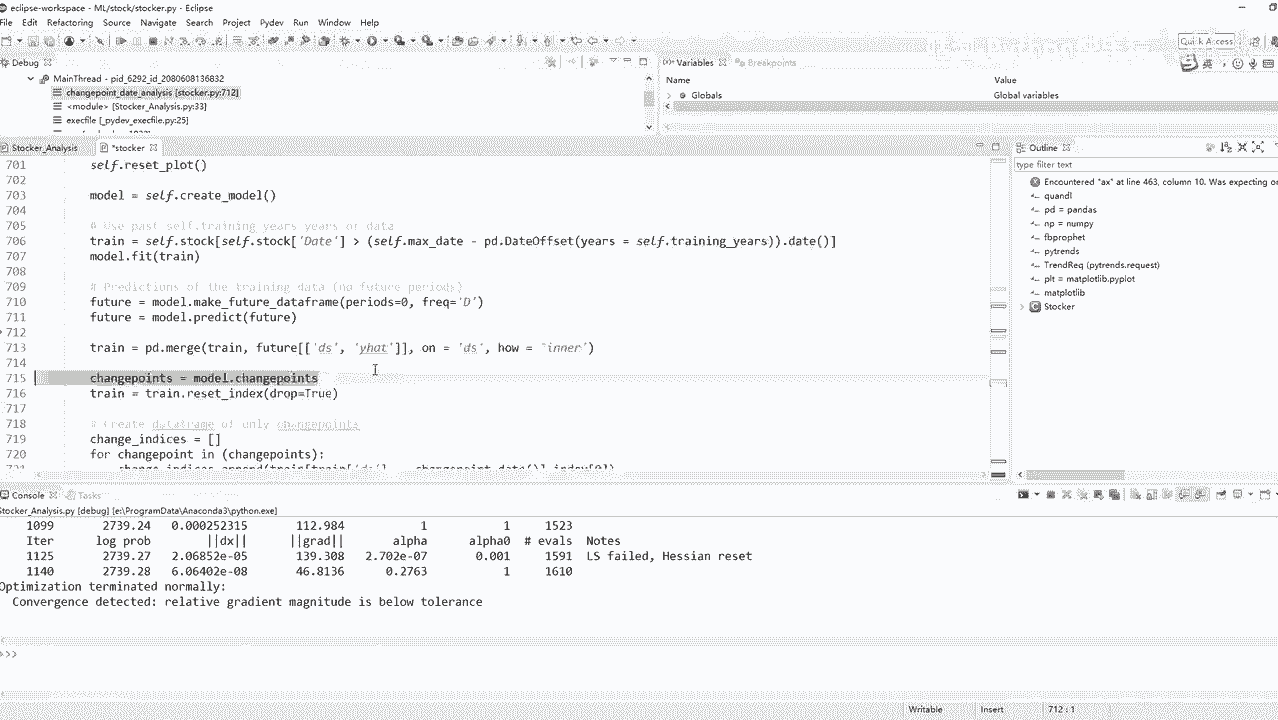 eclipse-workspace - ML/stock/stocker.py - Eclipse
File Edit Refactoring Source Navigate Search Project Pydev Run Window Help
Quick Access
Debug
Variables Breakpoints
MainThread - pid_6292_id_2080608136832
changepoint_date_analysis [stocker.py:712]
<module> [Stocker_Analysis.py:33]
execfile [_pydev_execfile.py:25]
Name Value
Globals Global variables
Stocker_Analysis
*stocker
701 self.reset_plot()
702
703 model = self.create_model()
704
705 # Use past self.training_years years of data
706 train = self.stock[self.stock['Date'] > (self.max_date - pd.DateOffset(years = self.training_years)).date()]
707 model.fit(train)
708
709 # Predictions of the training data (no future periods)
710 future = model.make_future_dataframe(periods=0, freq='D')
711 future = model.predict(future)
712
713 train = pd.merge(train, future[['ds', 'yhat']], on = 'ds', how = 'inner')
714
715 changepoints = model.changepoints
716 train = train.reset_index(drop=True)
717
718 # Create dataframe of only changepoints
719 change_indices = []
720 for changepoint in (changepoints):
Outline
type filter text
Encountered "ax" at line 463, column 10. Was expecting
quandl
pd = pandas
np = numpy
fbprophet
pytrends
TrendReq (pytrends.request)
plt = matplotlib.pyplot
matplotlib
Stocker
Console Tasks
Stocker_Analysis.py [debug] [e:\ProgramData\Anaconda3\python.exe]
1099 2739.24 0.000252315 112.984 1 1 1523
Iter log prob ||dx|| ||grad|| alpha alpha0 # evals Notes
1125 2739.27 2.06852e-05 139.308 2.702e-07 0.001 1591 LS failed, Hessian reset
1140 2739.28 6.06402e-08 46.8136 0.2763 1 1610
Optimization terminated normally:
Convergence detected: relative gradient magnitude is below tolerance
>>>
Writable Insert 712 : 1